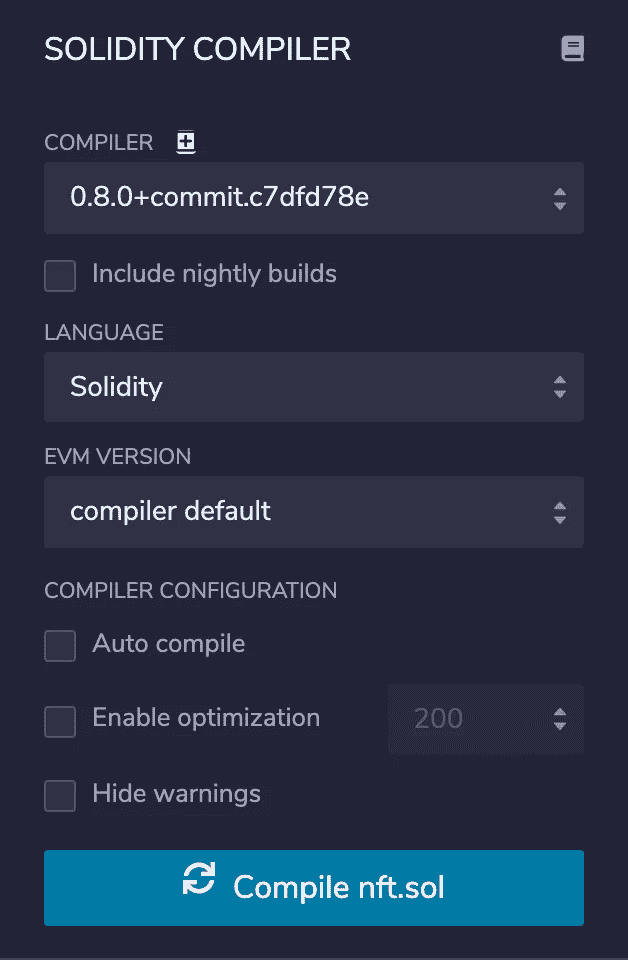 SOLIDITY COMPILER
COMPILER
0.8.0+commit.c7dfd78e
Include nightly builds
LANGUAGE
Solidity
EVM VERSION
compiler default
COMPILER CONFIGURATION
Auto compile
Enable optimization 200
Hide warnings
Compile nft.sol